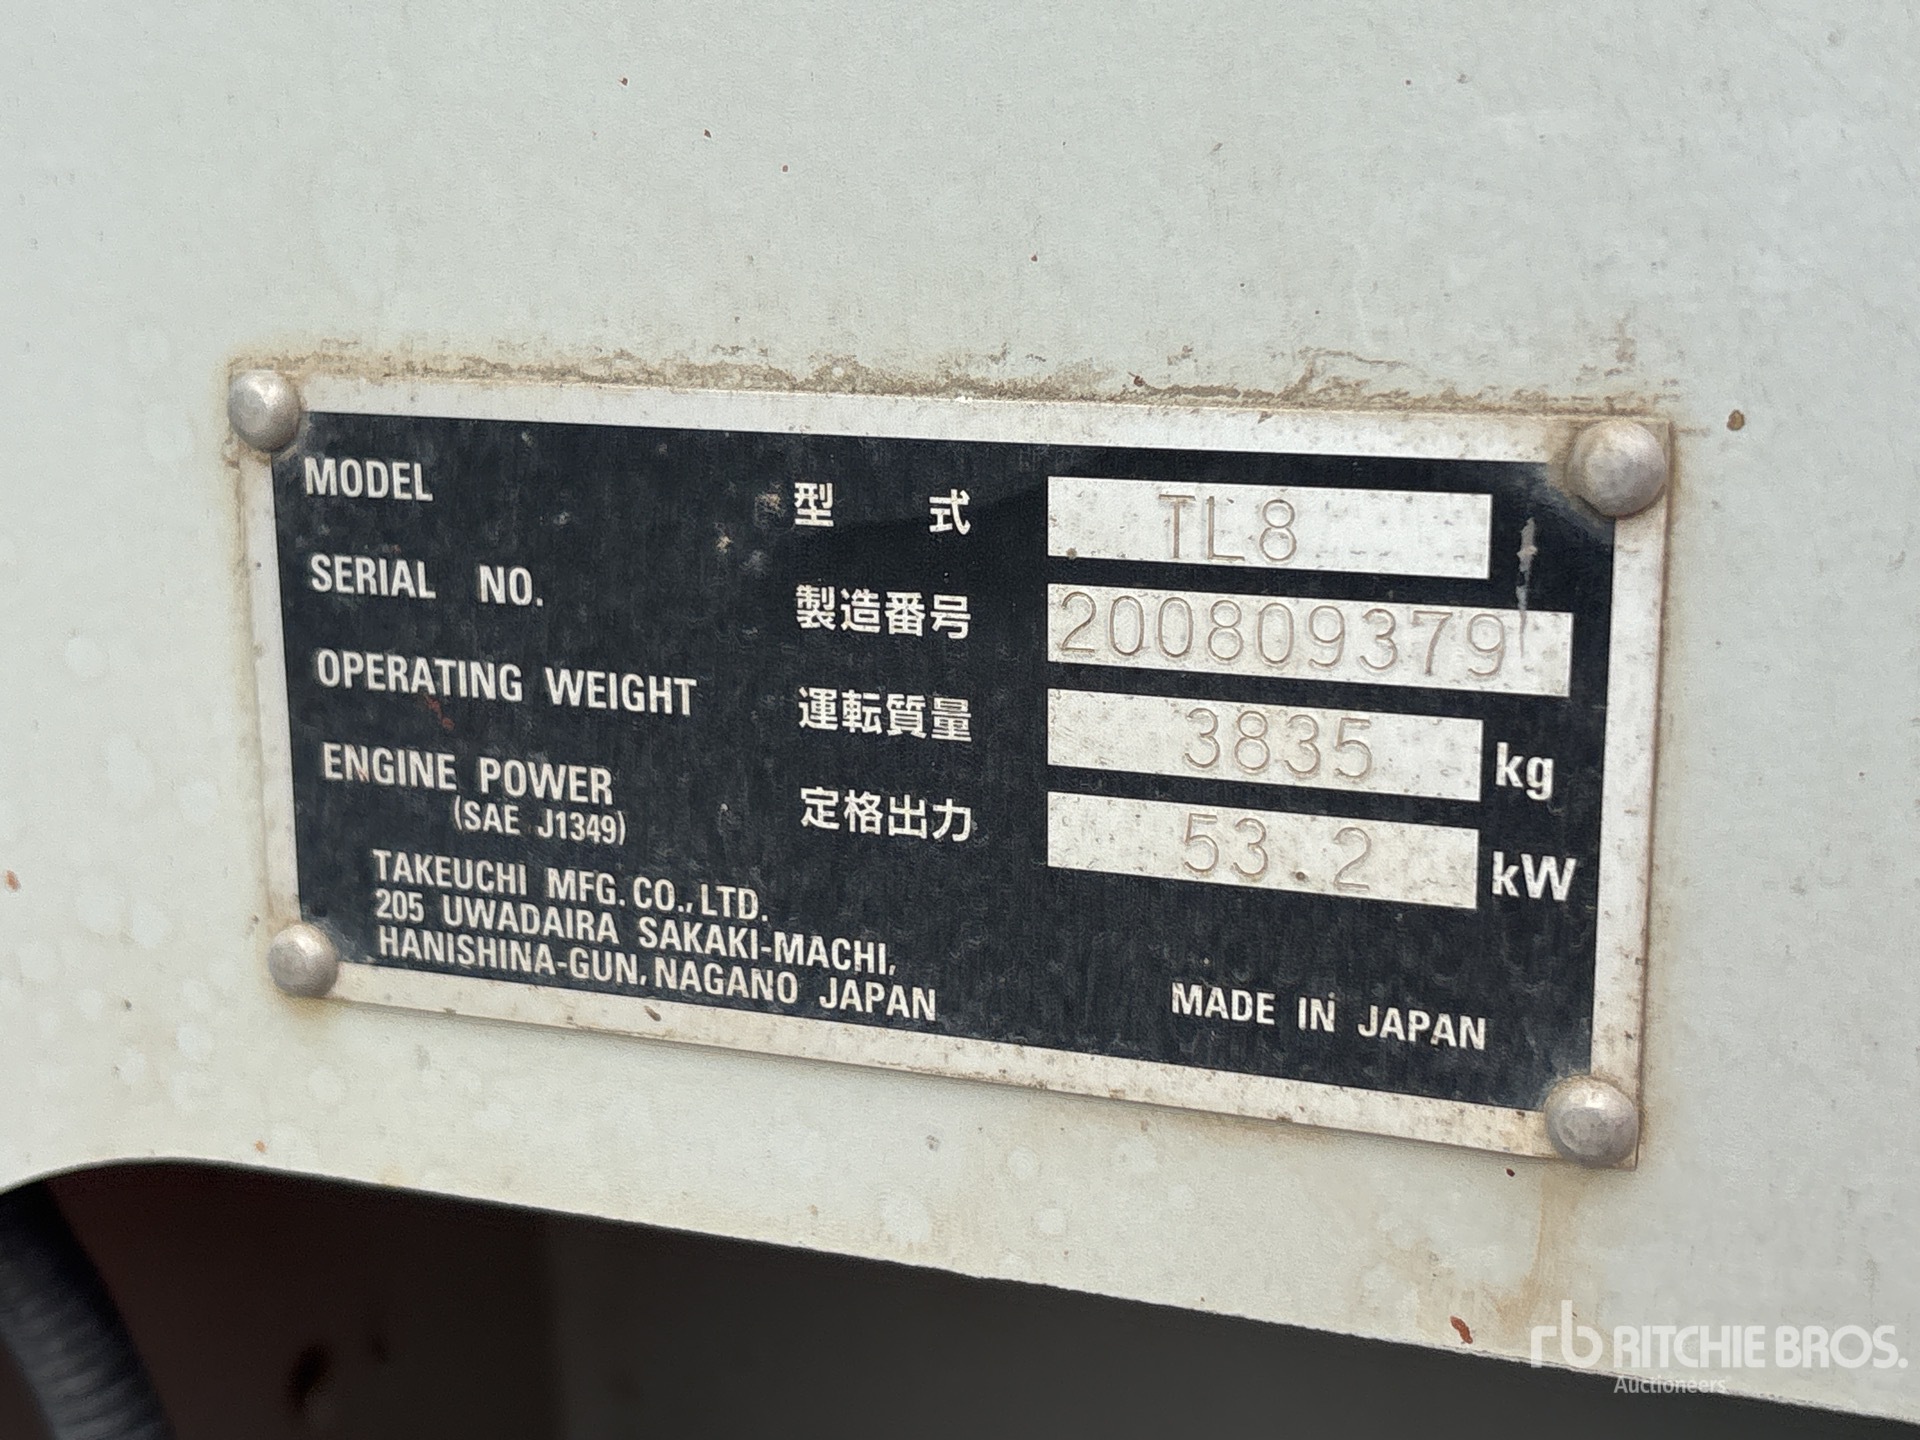 MODEL 型 式 TL8
SERIAL NO. 製造番号 200809379
OPERATING WEIGHT 運転質量 3835 kg
ENGINE POWER 定格出力 53.2 kW
(SAE J1349)
TAKEUCHI MFG. CO., LTD.
205 UWADAIRA SAKAKI-MACHI,
HANISHINA-GUN, NAGANO JAPAN
MADE IN JAPAN
rb RITCHIE BROS.
Auctioneers